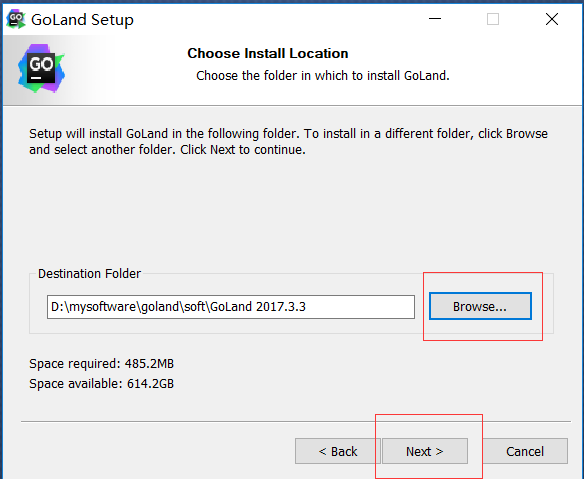 GoLand Setup
GO
Choose Install Location
Choose the folder in which to install GoLand.
Setup will install GoLand in the following folder. To install in a different folder, click Browse
and select another folder. Click Next to continue.
Destination Folder
D:\mysoftware\goland\soft\GoLand 2017.3.3
Browse...
Space required: 485.2MB
Space available: 614.2GB
< Back
Next >
Cancel